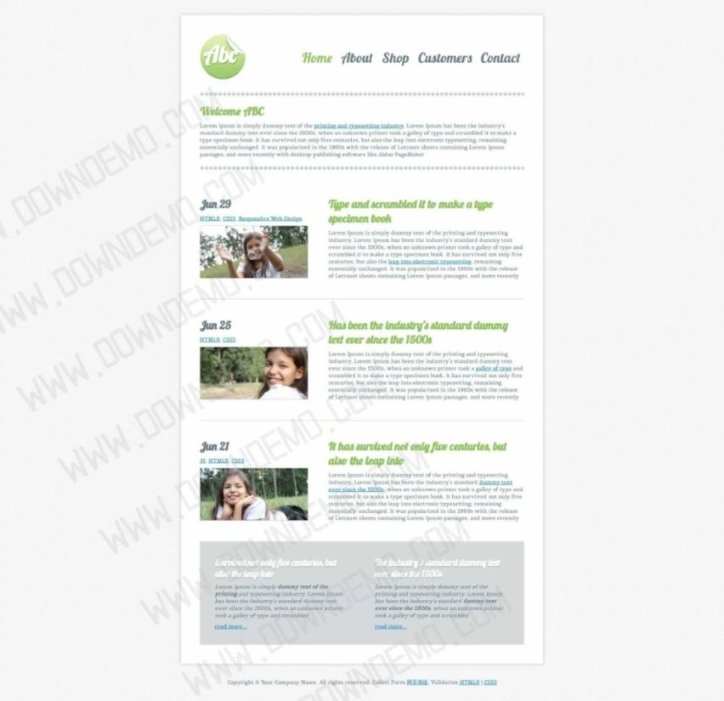 Abc
Home About Shop Customers Contact
Welcome ABC
Lorem Ipsum is simply dummy text of the printing and typesetting industry. Lorem Ipsum has been the industry's
standard dummy text ever since the 1500s, when an unknown printer took a galley of type and scrambled it to make a
type specimen book. It has survived not only five centuries, but also the leap into electronic typesetting, remaining
essentially unchanged. It was popularised in the 1960s with the release of Letraset sheets containing Lorem Ipsum
passages, and more recently with desktop publishing software like Aldus PageMaker
Jun 29
HTML5, CSS3, Responsive Web Design
Type and scrambled it to make a type
specimen book
Lorem Ipsum is simply dummy text of the printing and typesetting
industry. Lorem Ipsum has been the industry's standard dummy text
ever since the 1500s, when an unknown printer took a galley of type and
scrambled it to make a type specimen book. It has survived not only five
centuries, but also the leap into electronic typesetting, remaining
essentially unchanged. It was popularised in the 1960s with the release
of Letraset sheets containing Lorem Ipsum passages, and more recently
Jun 25
HTML5, CSS3
Has been the industry's standard dummy
text ever since the 1500s
Lorem Ipsum is simply dummy text of the printing and typesetting
industry. Lorem Ipsum has been the industry's standard dummy text
ever since the 1500s, when an unknown printer took a galley of type and
scrambled it to make a type specimen book. It has survived not only five
centuries, but also the leap into electronic typesetting, remaining
essentially unchanged. It was popularised in the 1960s with the release
of Letraset sheets containing Lorem Ipsum passages, and more recently
Jun 21
JS, HTML5, CSS3
It has survived not only five centuries, but
also the leap into
Lorem Ipsum is simply dummy text of the printing and typesetting
industry. Lorem Ipsum has been the industry's standard dummy text
ever since the 1500s, when an unknown printer took a galley of type and
scrambled it to make a type specimen book. It has survived not only five
centuries, but also the leap into electronic typesetting, remaining
essentially unchanged. It was popularised in the 1960s with the release
of Letraset sheets containing Lorem Ipsum passages, and more recently
Survived not only five centuries, but
also the leap into
Lorem Ipsum is simply dummy text of the
printing and typesetting industry. Lorem Ipsum
has been the industry's standard dummy text
ever since the 1500s, when an unknown printer
took a galley of type and scrambled
read more...
The industry's standard dummy text
ever since the 1500s
Lorem Ipsum is simply dummy text of the
printing and typesetting industry. Lorem Ipsum
has been the industry's standard dummy text
ever since the 1500s, when an unknown printer
took a galley of type and scrambled
read more...
Copyright © Your Company Name. All rights reserved. Collect From Validation HTML5 | CSS3
WWW.DOWNDEMO.COM